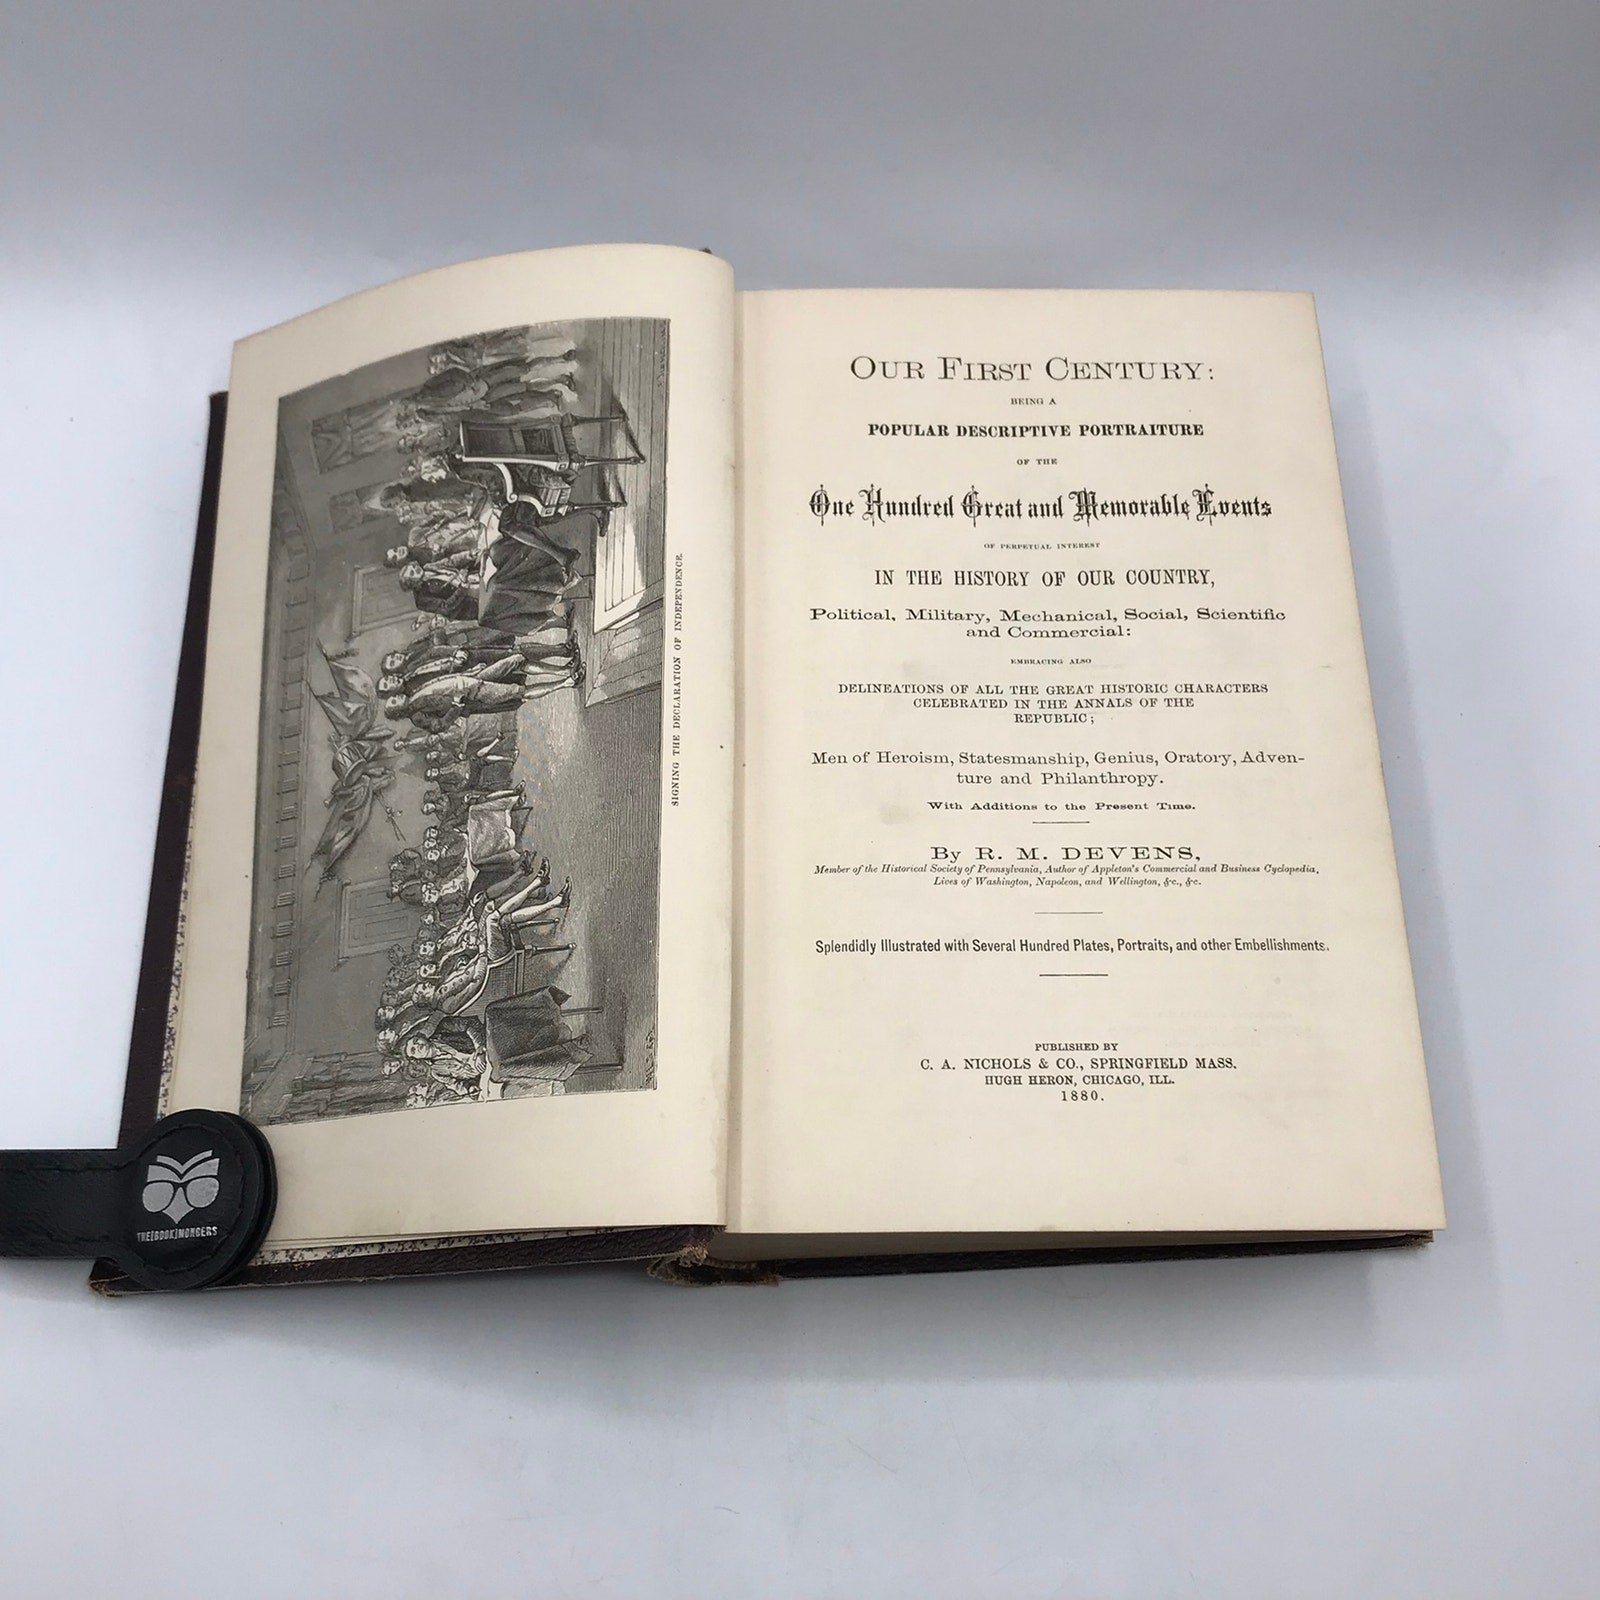 SIGNING THE DECLARATION OF INDEPENDENCE.
OUR FIRST CENTURY:
BEING A
POPULAR DESCRIPTIVE PORTRAITURE
OF THE
One Hundred Great and Memorable Events
OF PERPETUAL INTEREST
IN THE HISTORY OF OUR COUNTRY,
Political, Military, Mechanical, Social, Scientific
and Commercial:
EMBRACING ALSO
DELINEATIONS OF ALL THE GREAT HISTORIC CHARACTERS
CELEBRATED IN THE ANNALS OF THE
REPUBLIC;
Men of Heroism, Statesmanship, Genius, Oratory, Adven-
ture and Philanthropy.
With Additions to the Present Time.
By R. M. DEVENS,
Member of the Historical Society of Pennsylvania, Author of Appleton's Commercial and Business Cyclopedia,
Lives of Washington, Napoleon, and Wellington, &c., &c.
Splendidly Illustrated with Several Hundred Plates, Portraits, and other Embellishments.
PUBLISHED BY
C. A. NICHOLS & CO., SPRINGFIELD MASS.
HUGH HERON, CHICAGO, ILL.
1880.
THE[BOOK]MONGERS